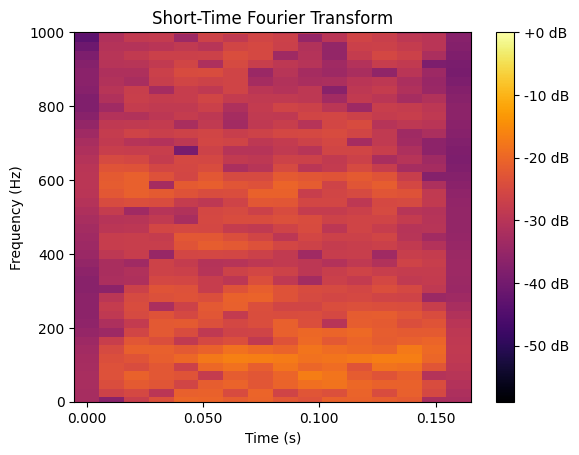 Short-Time Fourier Transform
1000
800
600
400
200
0
Frequency (Hz)
0.000
0.050
0.100
0.150
Time (s)
+0 dB
-10 dB
-20 dB
-30 dB
-40 dB
-50 dB